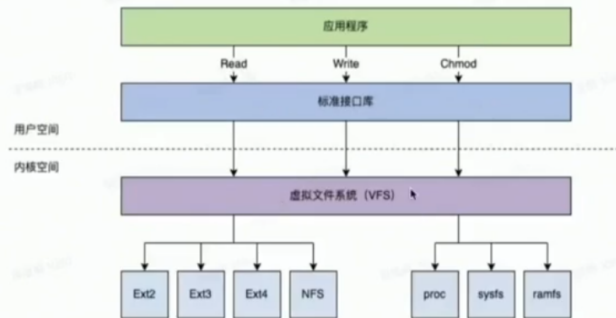 应用程序
Read Write Chmod
标准接口库
用户空间
内核空间
虚拟文件系统（VFS）
Ext2 Ext3 Ext4 NFS proc sysfs ramfs